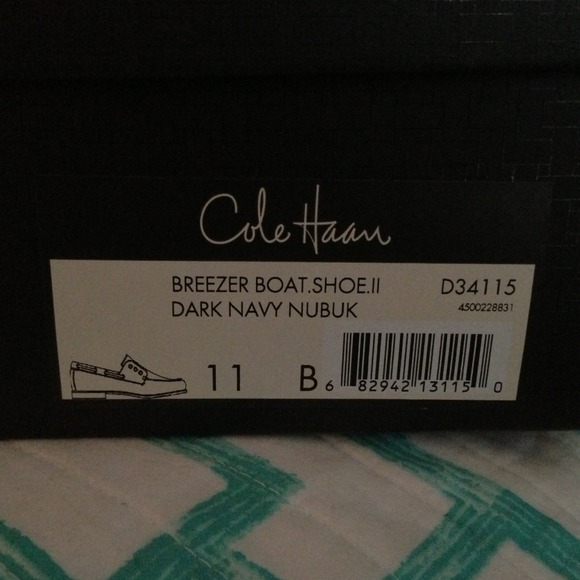 Cole Haan
BREEZER BOAT.SHOE.II D34115
DARK NAVY NUBUK 4500228831
11 B
6 82942 13115 0